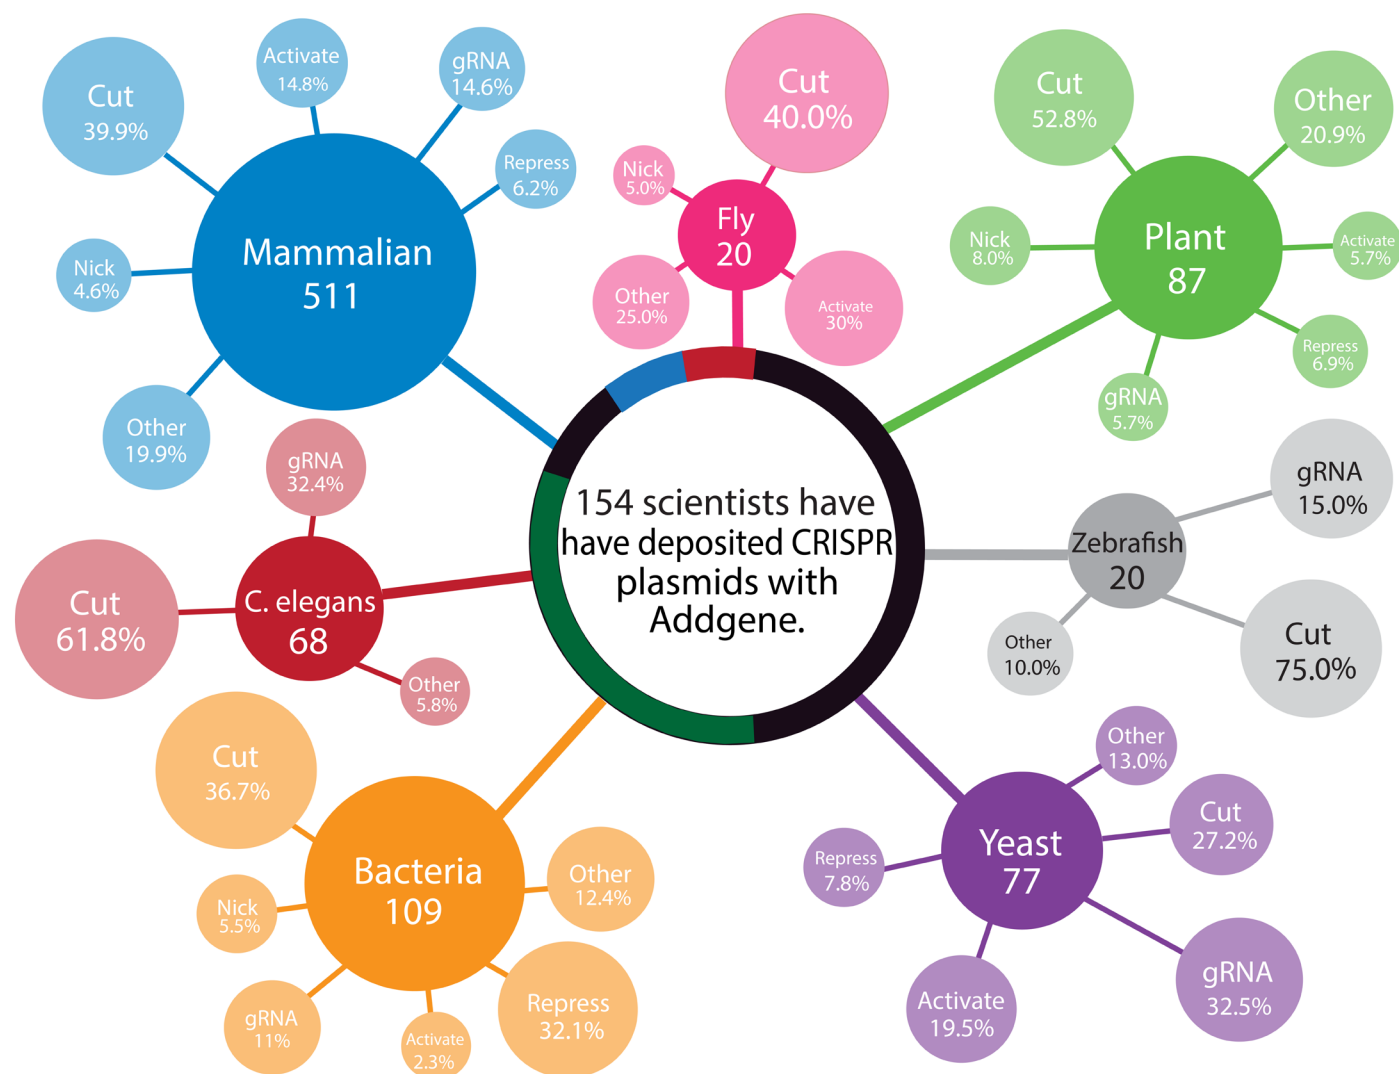 Cut
39.9%
Activate
14.8%
gRNA
14.6%
Repress
6.2%
Mammalian
511
Nick
4.6%
Other
19.9%
Cut
40.0%
Nick
5.0%
Fly
20
Other
25.0%
Activate
30%
Cut
52.8%
Other
20.9%
Nick
8.0%
Plant
87
Activate
5.7%
Repress
6.9%
gRNA
5.7%
gRNA
32.4%
Cut
61.8%
C. elegans
68
Other
5.8%
154 scientists have
have deposited CRISPR
plasmids with
Addgene.
gRNA
15.0%
Zebrafish
20
Other
10.0%
Cut
75.0%
Cut
36.7%
Bacteria
109
Other
12.4%
Nick
5.5%
gRNA
11%
Activate
2.3%
Repress
32.1%
Other
13.0%
Cut
27.2%
Yeast
77
Repress
7.8%
Activate
19.5%
gRNA
32.5%